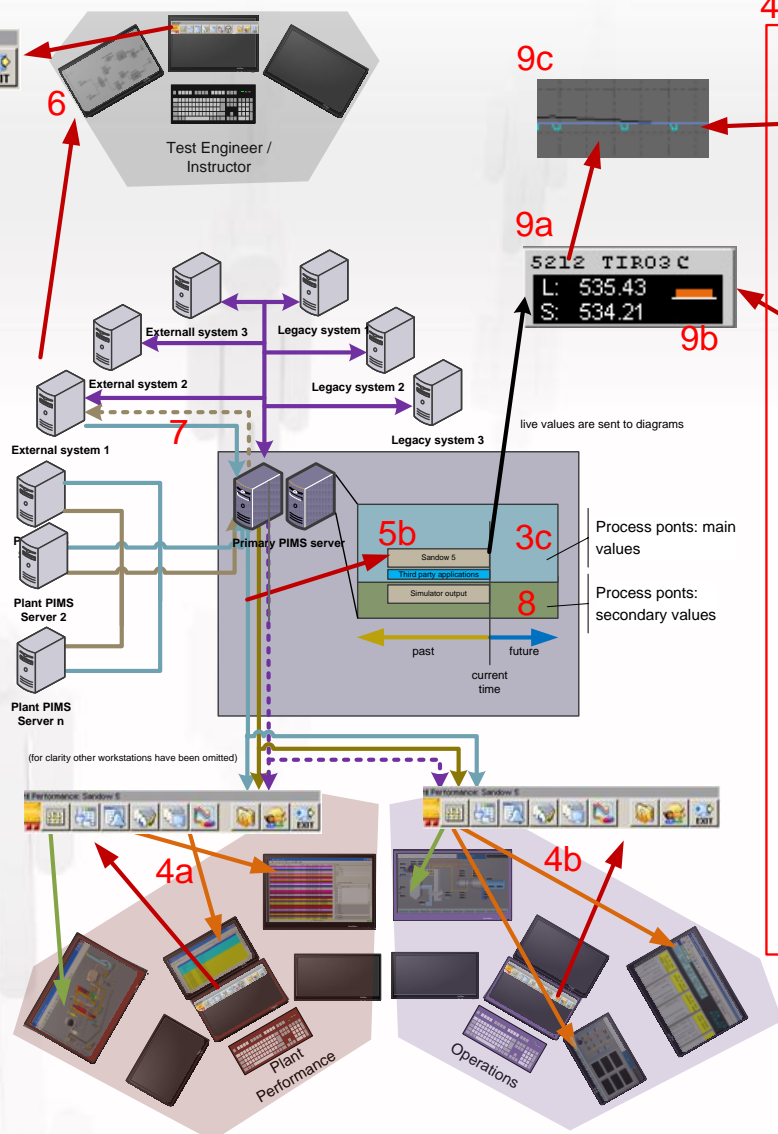 4
6
Test Engineer /
Instructor
9c
9a
5212 TIR03 C
L: 535.43
S: 534.21
9b
Externall system 3
Legacy system
External system 2
Legacy system 2
External system 1
7
Legacy system 3
live values are sent to diagrams
Primary PIMS server
5b
3c
Sandow 5
Third party applications
Simulator output
8
Process ponts: main
values
Process ponts:
secondary values
past
future
current
time
Plant PIMS
Server 2
Plant PIMS
Server n
(for clarity other workstations have been omitted)
Performance: Sandow 5
EXIT
Performance: Sandow 5
EXIT
4a
4b
Plant
Performance
Operations